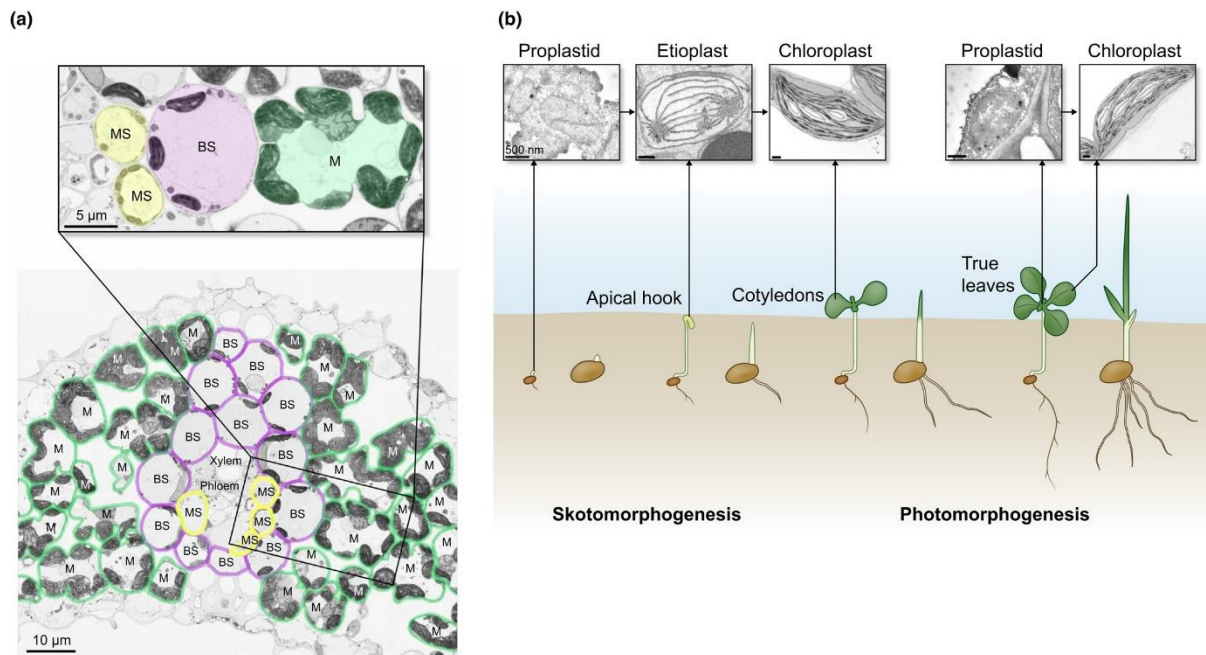 (a)
MS
BS
M
MS
5 µm
M
M
M
BS
M
M
BS
BS
M
M
M
BS
M
M
M
BS
BS
M
BS
M
M
M
M
Xylem
M
M
BS
Phloem
MS
M
M
M
MS
BS
M
M
MS
M
M
BS
MS
M
M
BS
BS
BS
M
M
M
M
M
M
M
M
M
M
M
10 µm
(b)
Proplastid
Etioplast
Chloroplast
Proplastid
Chloroplast
500 nm
Apical hook
Cotyledons
True
leaves
Skotomorphogenesis
Photomorphogenesis